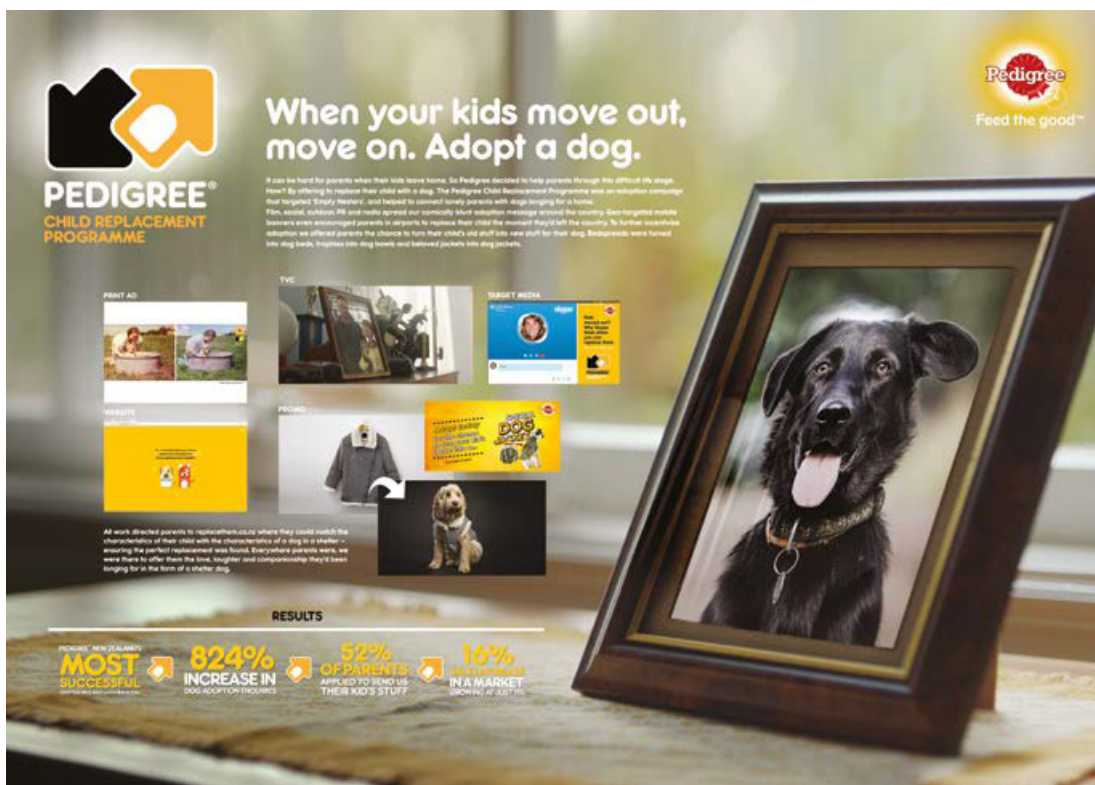 PEDIGREE®
CHILD REPLACEMENT
PROGRAMME
When your kids move out,
move on. Adopt a dog.
It can be hard for parents when their kids leave home. So Pedigree decided to help parents through this difficult life stage.
How? By offering to replace their child with a dog. The Pedigree Child Replacement Programme was an adoption campaign
that targeted 'Empty Nesters', and helped to connect lonely parents with dogs longing for a home.
Film, social, outdoor, PR and radio spread our comically blunt adoption message around the country. Geo-targeted mobile
banners even encouraged parents in airports to replace their child the moment they'd left the country. To further incentivise
adoption we offered parents the chance to turn their child's old stuff into new stuff for their dog. Bedspreads were turned
into dog beds, trophies into dog bowls and beloved jackets into dog jackets.
Pedigree
Feed the good™
PRINT AD
TVC
TARGET MEDIA
skype
PEDIGREE
WEBSITE
PROMO
DOG
JACKET
All work directed parents to replacethem.co.nz where they could match the
characteristics of their child with the characteristics of a dog in a shelter –
ensuring the perfect replacement was found. Everywhere parents were, we
were there to offer them the love, laughter and companionship they'd been
longing for in the form of a shelter dog.
RESULTS
PEDIGREE™ NEW ZEALAND'S
MOST
SUCCESSFUL
824%
INCREASE IN
DOG ADOPTION ENQUIRIES
52%
OF PARENTS
APPLIED TO SEND US
THEIR KID'S STUFF
16%
IN A MARKET
GROWING AT JUST